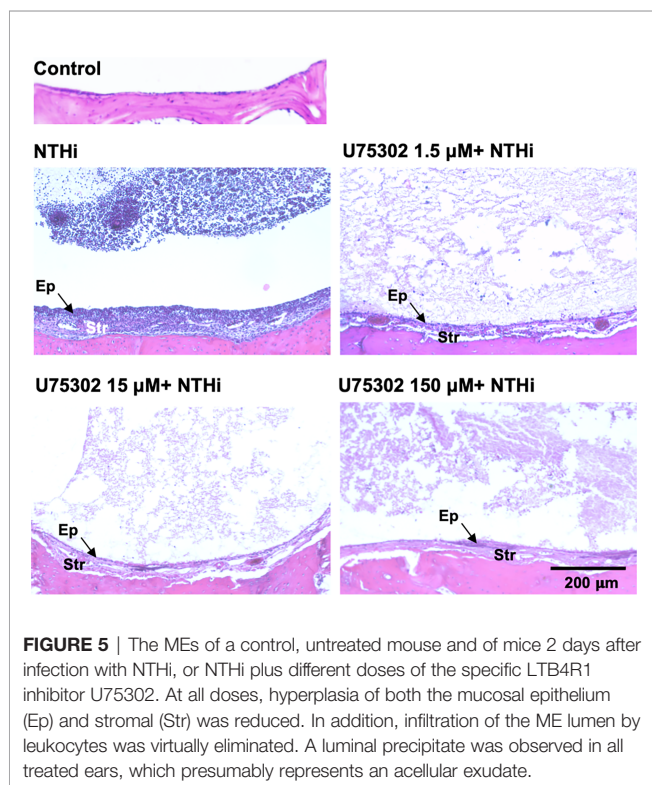 Control
NTHi
U75302 1.5 µM+ NTHi
Ep
Str
Ep
Str
U75302 15 µM+ NTHi
U75302 150 µM+ NTHi
Ep
Str
Ep
Str
200 µm
FIGURE 5 | The MEs of a control, untreated mouse and of mice 2 days after
infection with NTHi, or NTHi plus different doses of the specific LTB4R1
inhibitor U75302. At all doses, hyperplasia of both the mucosal epithelium
(Ep) and stromal (Str) was reduced. In addition, infiltration of the ME lumen by
leukocytes was virtually eliminated. A luminal precipitate was observed in all
treated ears, which presumably represents an acellular exudate.